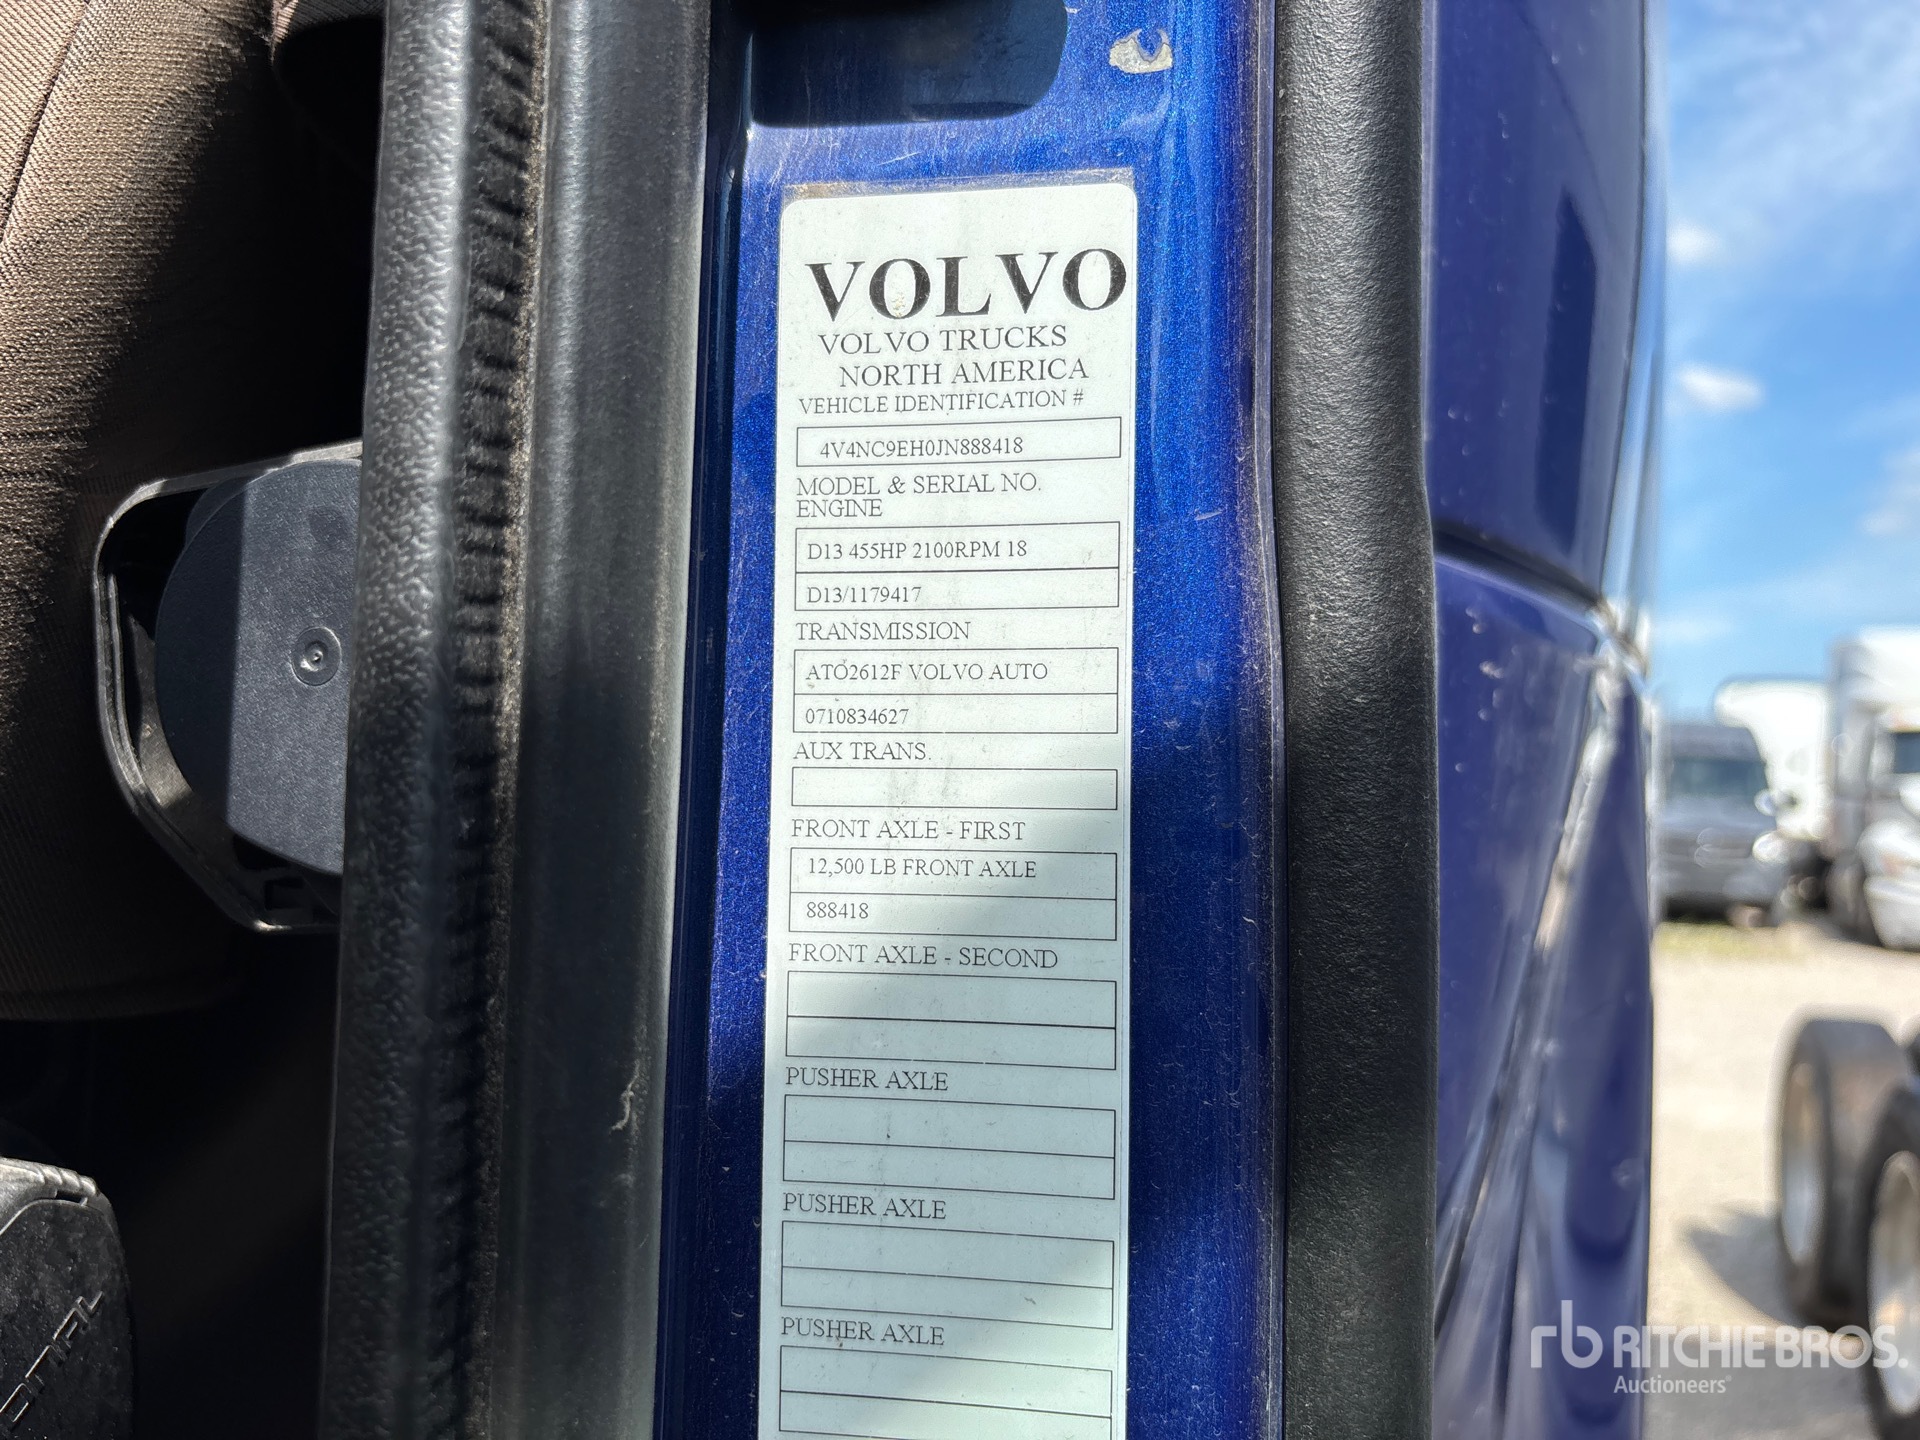 VOLVO
VOLVO TRUCKS
NORTH AMERICA
VEHICLE IDENTIFICATION #
4V4NC9EH0JN888418
MODEL & SERIAL NO.
ENGINE
D13 455HP 2100RPM 18
D13/1179417
TRANSMISSION
ATO2612F VOLVO AUTO
0710834627
AUX TRANS.
FRONT AXLE - FIRST
12,500 LB FRONT AXLE
888418
FRONT AXLE - SECOND
PUSHER AXLE
PUSHER AXLE
PUSHER AXLE
rb RITCHIE BROS.
Auctioneers